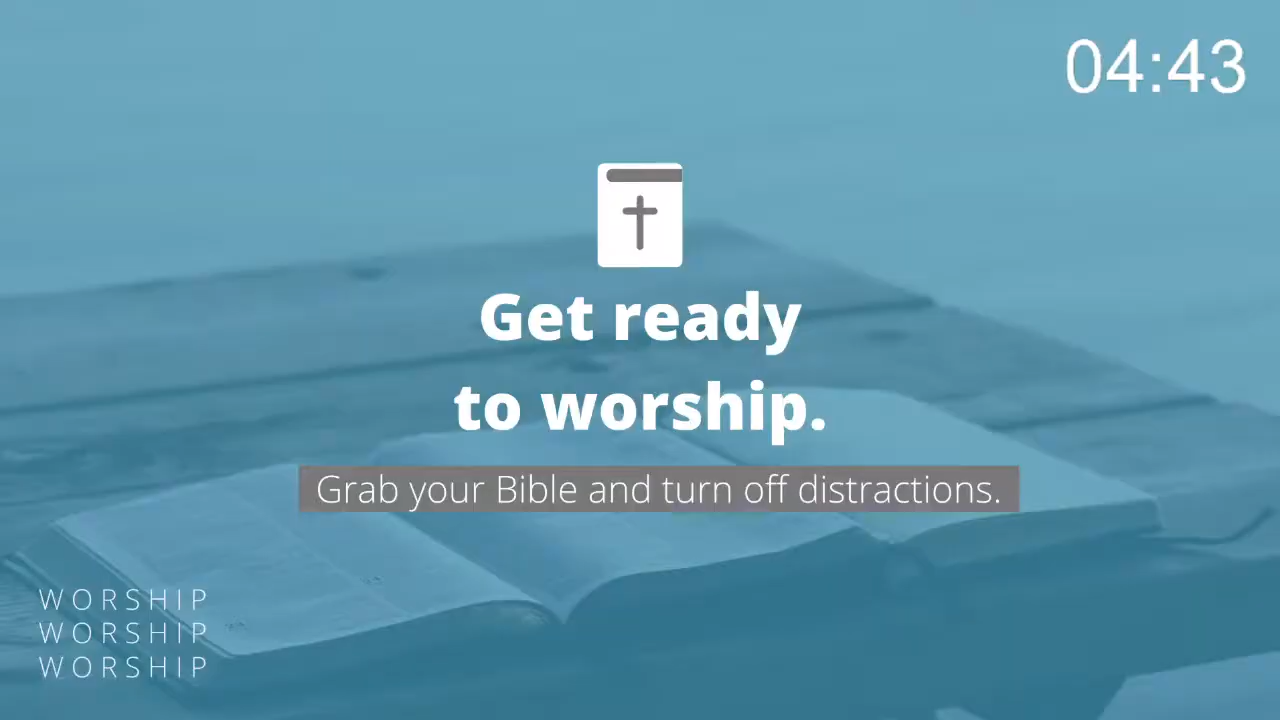 04:43
Get ready
to worship.
Grab your Bible and turn off distractions.
WORSHIP
WORSHIP
WORSHIP